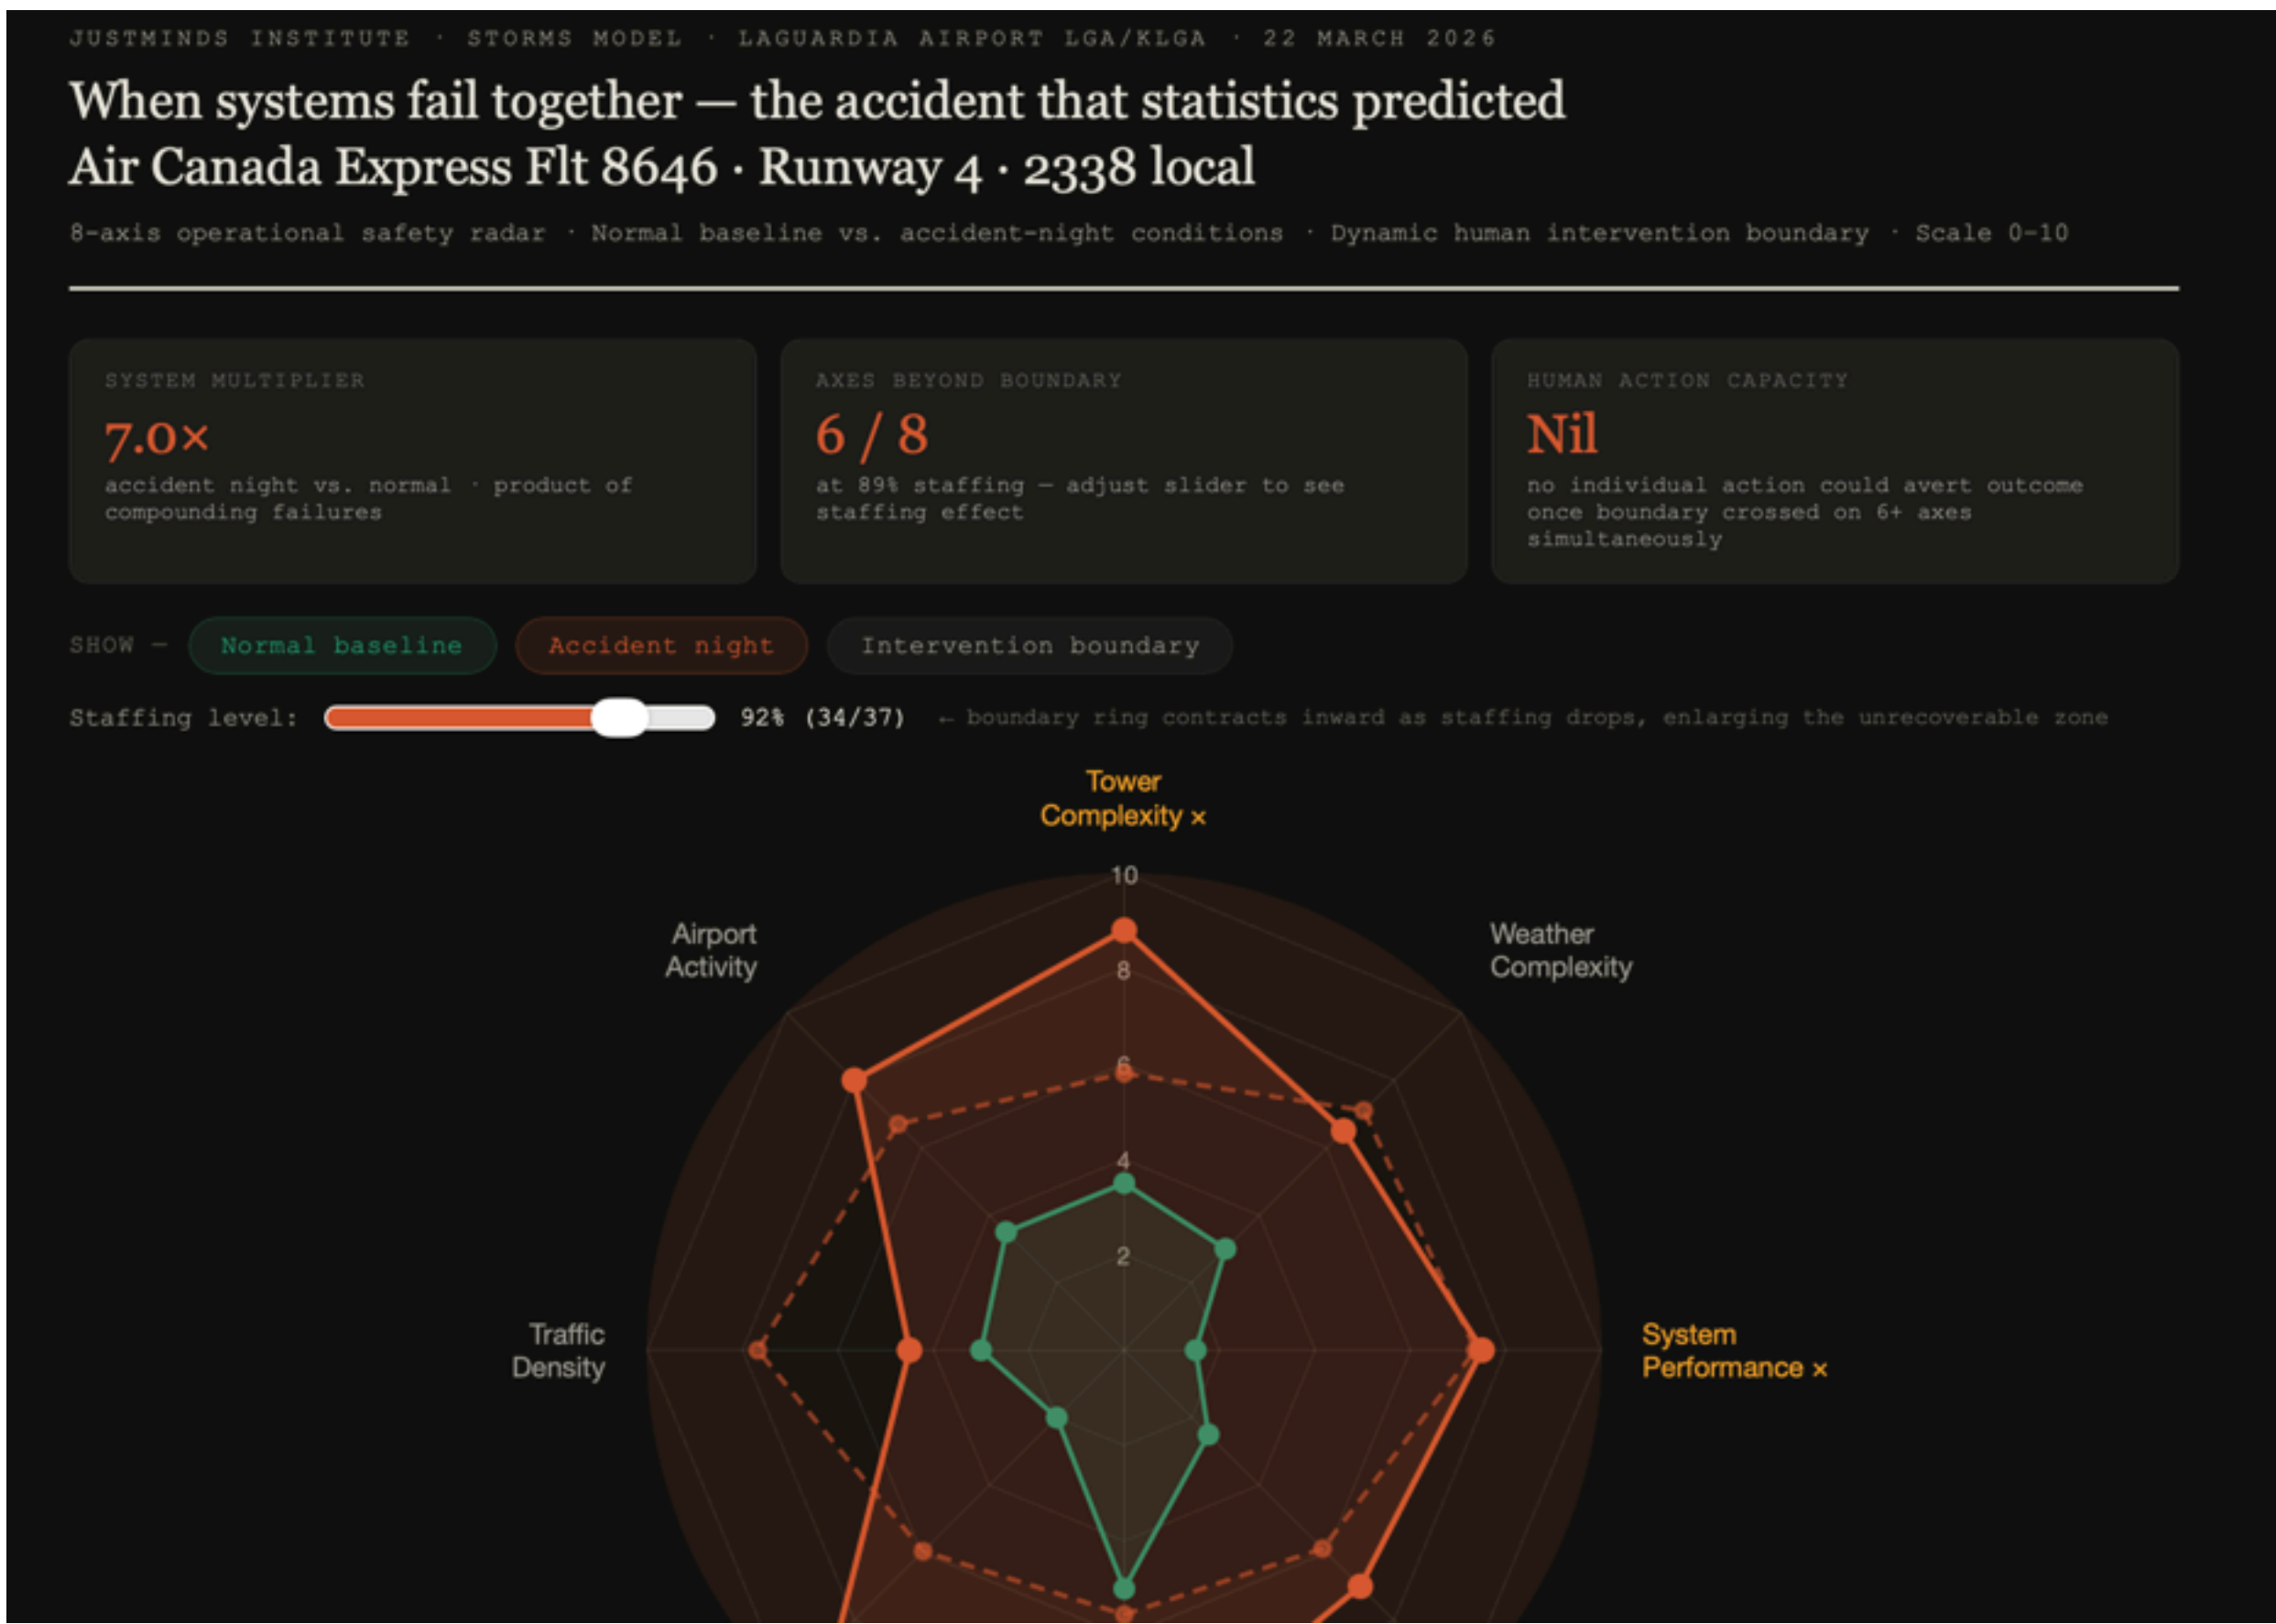 JUSTMINDS INSTITUTE · STORMS MODEL · LAGUARDIA AIRPORT LGA/KLGA · 22 MARCH 2026
When systems fail together — the accident that statistics predicted
Air Canada Express Flt 8646 · Runway 4 · 2338 local
8-axis operational safety radar · Normal baseline vs. accident-night conditions · Dynamic human intervention boundary · Scale 0–10
SYSTEM MULTIPLIER
7.0×
accident night vs. normal · product of
compounding failures
AXES BEYOND BOUNDARY
6 / 8
at 89% staffing — adjust slider to see
staffing effect
HUMAN ACTION CAPACITY
Nil
no individual action could avert outcome
once boundary crossed on 6+ axes
simultaneously
SHOW — Normal baseline Accident night Intervention boundary
Staffing level: 92% (34/37) ← boundary ring contracts inward as staffing drops, enlarging the unrecoverable zone
Tower
Complexity ×
10
Airport
Activity
Weather
Complexity
8
6
4
2
Traffic
Density
System
Performance ×